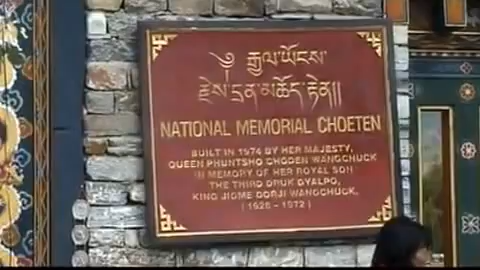 ༄ རྒྱལ་ཡོངས་
རྗེས་དྲན་མཆོད་རྟེན།།
NATIONAL MEMORIAL CHOETEN
BUILT IN 1974 BY HER MAJESTY,
QUEEN PHUNTSHO CHODEN WANGCHUCK
IN MEMORY OF HER ROYAL SON
THE THIRD DRUK GYALPO,
KING JIGME DORJI WANGCHUCK.
( 1928 - 1972 )